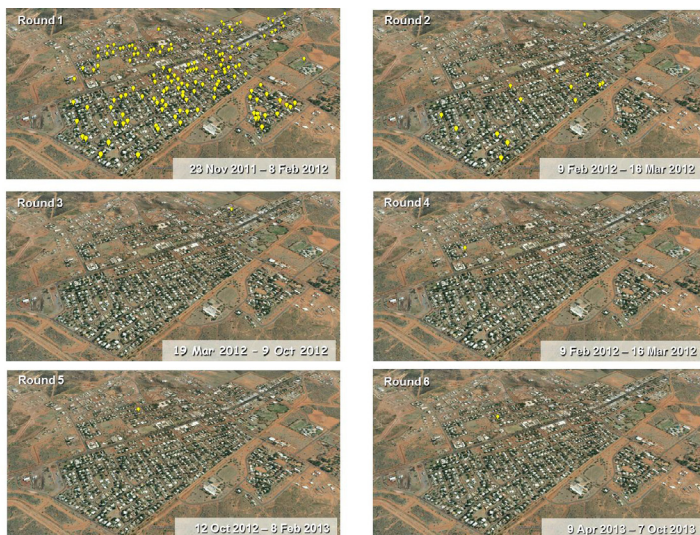 Round 1
23 Nov 2011 – 8 Feb 2012
Round 2
9 Feb 2012 – 16 Mar 2012
Round 3
19 Mar 2012 – 9 Oct 2012
Round 4
9 Feb 2012 – 16 Mar 2012
Round 5
12 Oct 2012 – 8 Feb 2013
Round 6
9 Apr 2013 – 7 Oct 2013